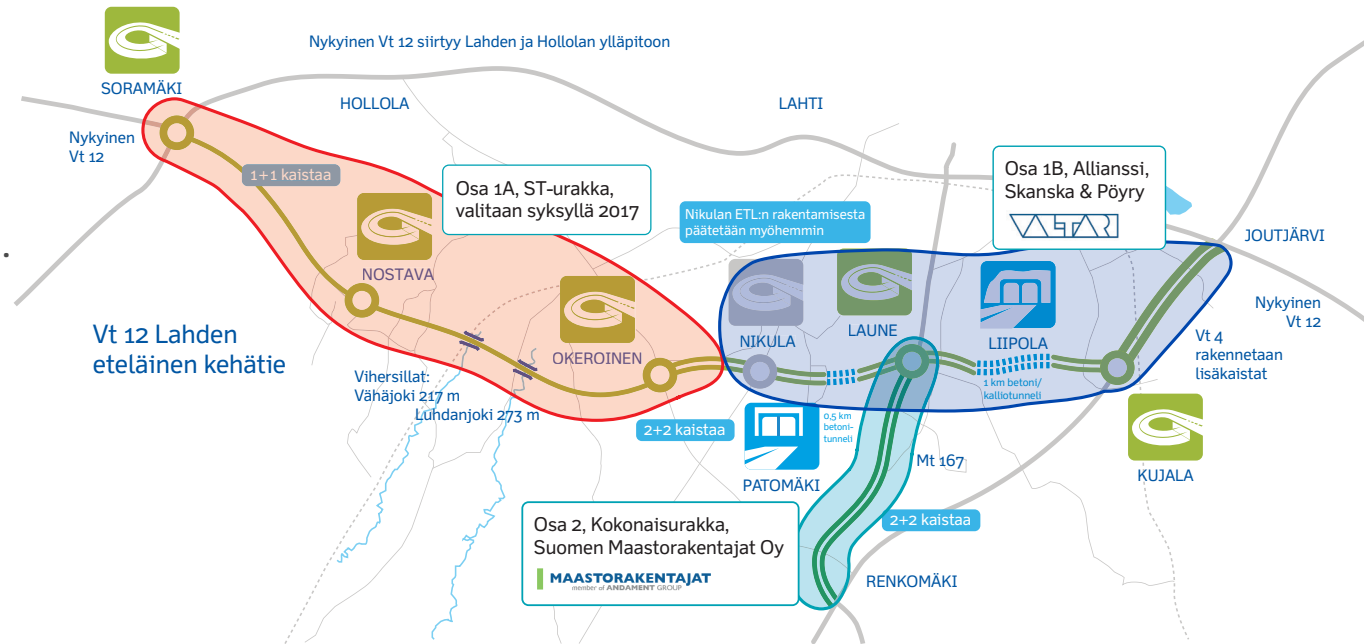 Nykyinen Vt 12 siirtyy Lahden ja Hollolan ylläpitoon
SORAMÄKI
HOLLOLA
LAHTI
Nykyinen
Vt 12
1+1 kaistaa
Osa 1A, ST-urakka,
valitaan syksyllä 2017
Osa 1B, Allianssi,
Skanska & Pöyry
VALTARI
Nikulan ETL:n rakentamisesta
päätetään myöhemmin
JOUTJÄRVI
NOSTAVA
Nykyinen
Vt 12
Vt 12 Lahden
eteläinen kehätie
OKEROINEN
NIKULA
LAUNE
LIIPOLA
Vt 4
rakennetaan
lisäkaistat
Vihersillat:
Vähäjoki 217 m
Luhdanjoki 273 m
1 km betoni/
kalliotunneli
2+2 kaistaa
0,5 km
betoni-
tunneli
PATOMÄKI
Mt 167
KUJALA
Osa 2, Kokonaisurakka,
Suomen Maastorakentajat Oy
MAASTORAKENTAJAT
member of ANDAMENT GROUP
2+2 kaistaa
RENKOMÄKI